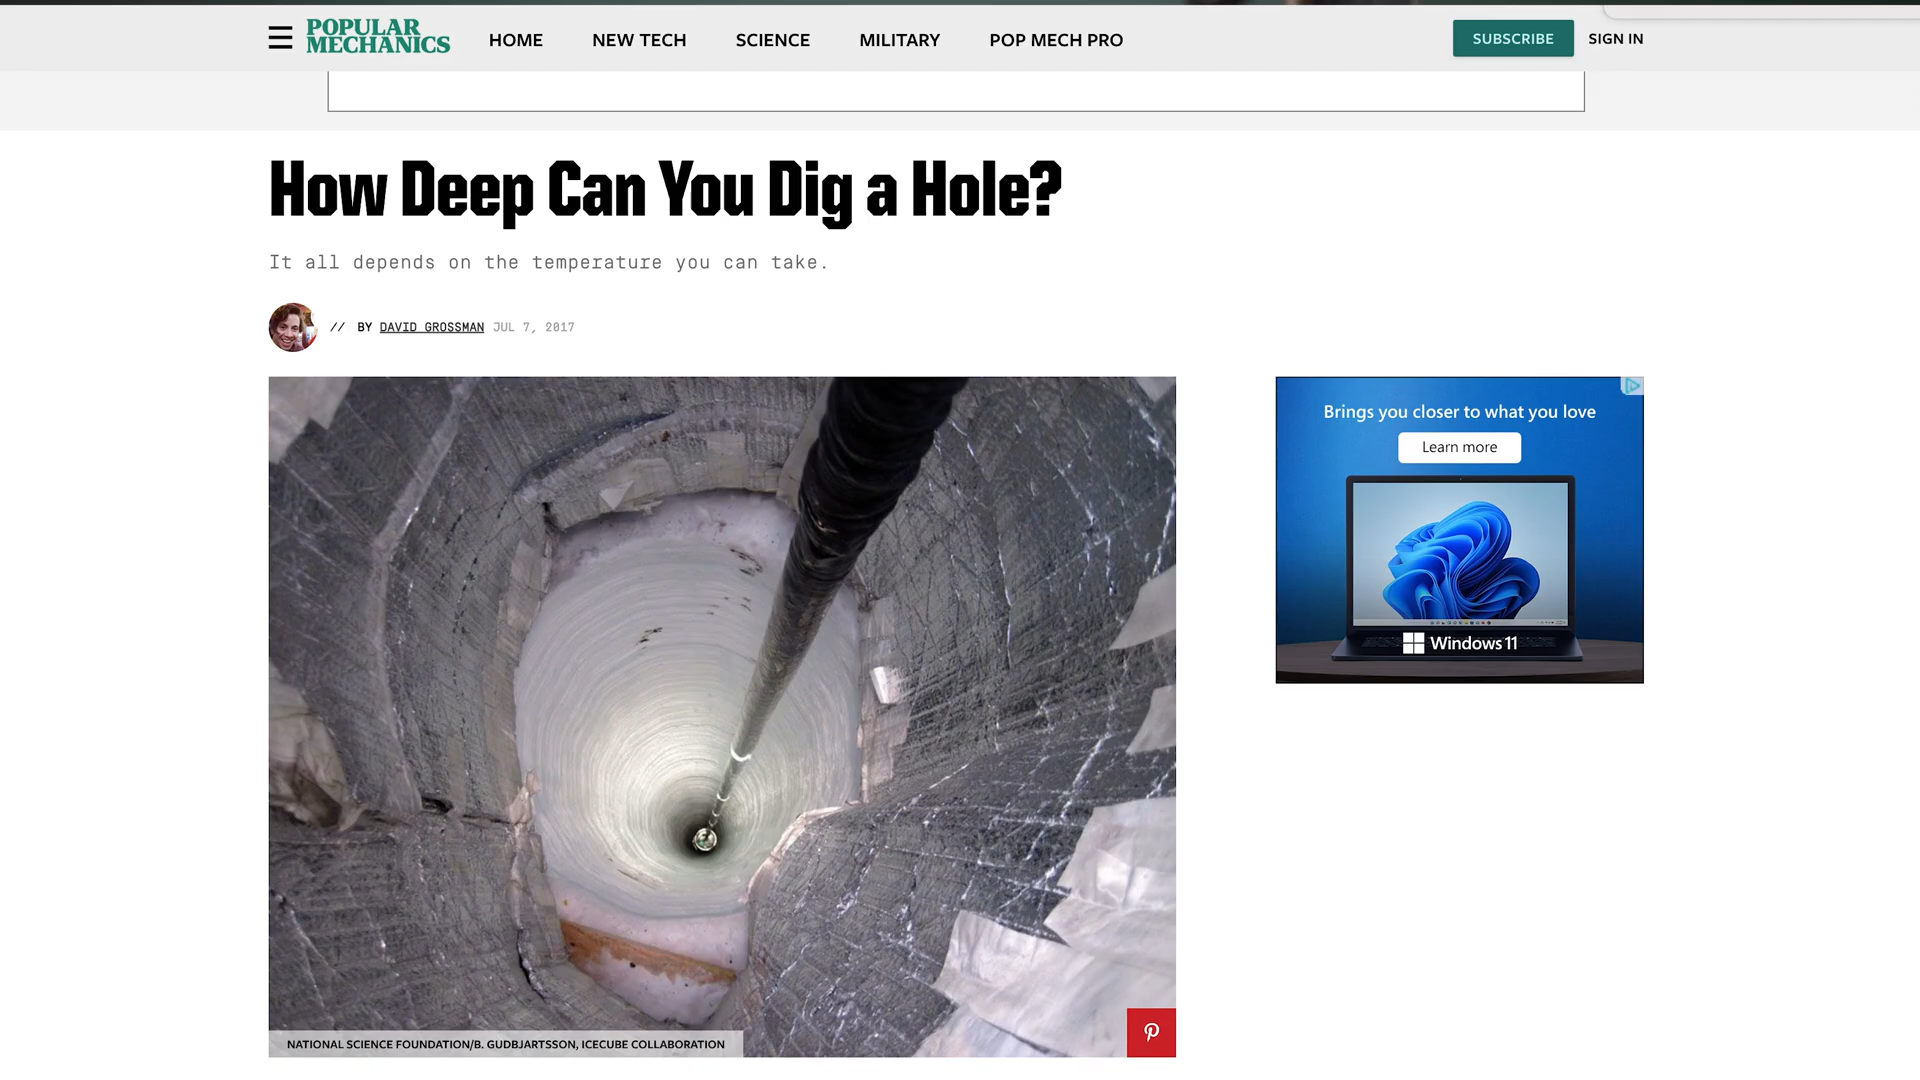 POPULAR
MECHANICS
HOME
NEW TECH
SCIENCE
MILITARY
POP MECH PRO
SUBSCRIBE
SIGN IN
How Deep Can You Dig a Hole?
It all depends on the temperature you can take.
// BY DAVID GROSSMAN JUL 7, 2017
Brings you closer to what you love
Learn more
Windows 11
NATIONAL SCIENCE FOUNDATION/B. GUDBJARTSSON, ICECUBE COLLABORATION